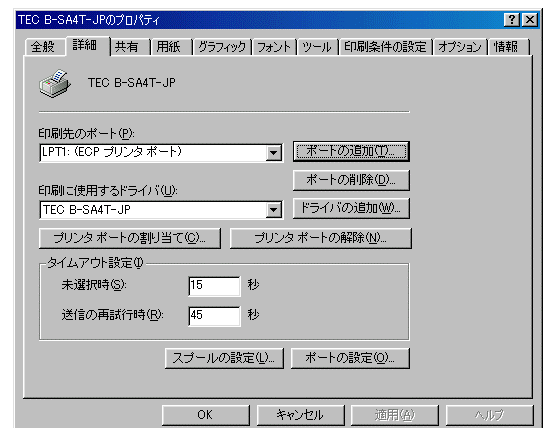 TEC B-SA4T-JPのプロパティ
全般 詳細 共有 用紙 グラフィック フォント ツール 印刷条件の設定 オプション 情報
TEC B-SA4T-JP
印刷先のポート(P):
LPT1: (ECP プリンタ ポート) ポートの追加(T)...
ポートの削除(D)...
印刷に使用するドライバ(U):
TEC B-SA4T-JP ドライバの追加(W)...
プリンタ ポートの割り当て(C)... プリンタ ポートの解除(N)...
タイムアウト設定(I)
未選択時(S): 15 秒
送信の再試行時(R): 45 秒
スプールの設定(L)... ポートの設定(O)...
OK キャンセル 適用(A) ヘルプ